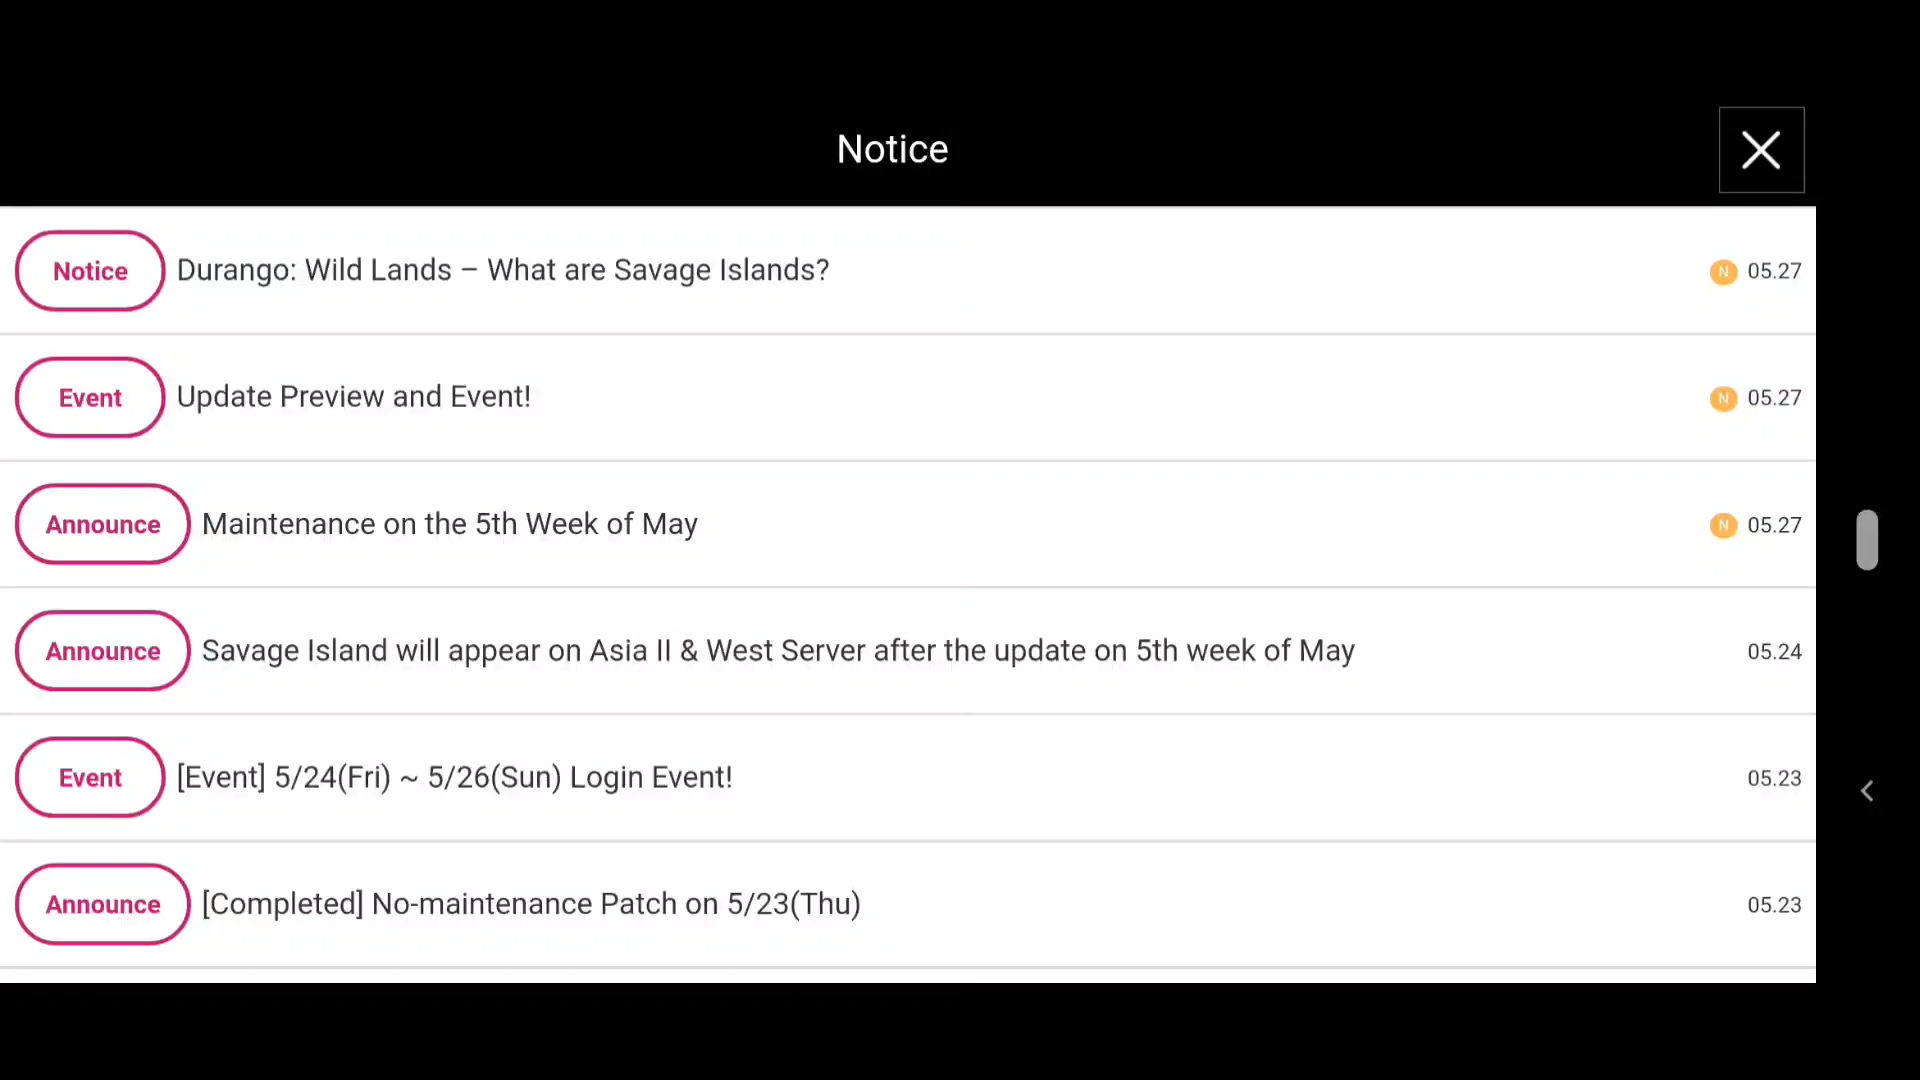 Notice
Notice Durango: Wild Lands – What are Savage Islands? N 05.27
Event Update Preview and Event! N 05.27
Announce Maintenance on the 5th Week of May N 05.27
Announce Savage Island will appear on Asia II & West Server after the update on 5th week of May 05.24
Event [Event] 5/24(Fri) ~ 5/26(Sun) Login Event! 05.23
Announce [Completed] No-maintenance Patch on 5/23(Thu) 05.23